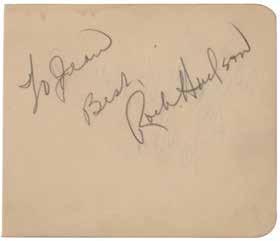 To Jean
Best,
Rock Hudson